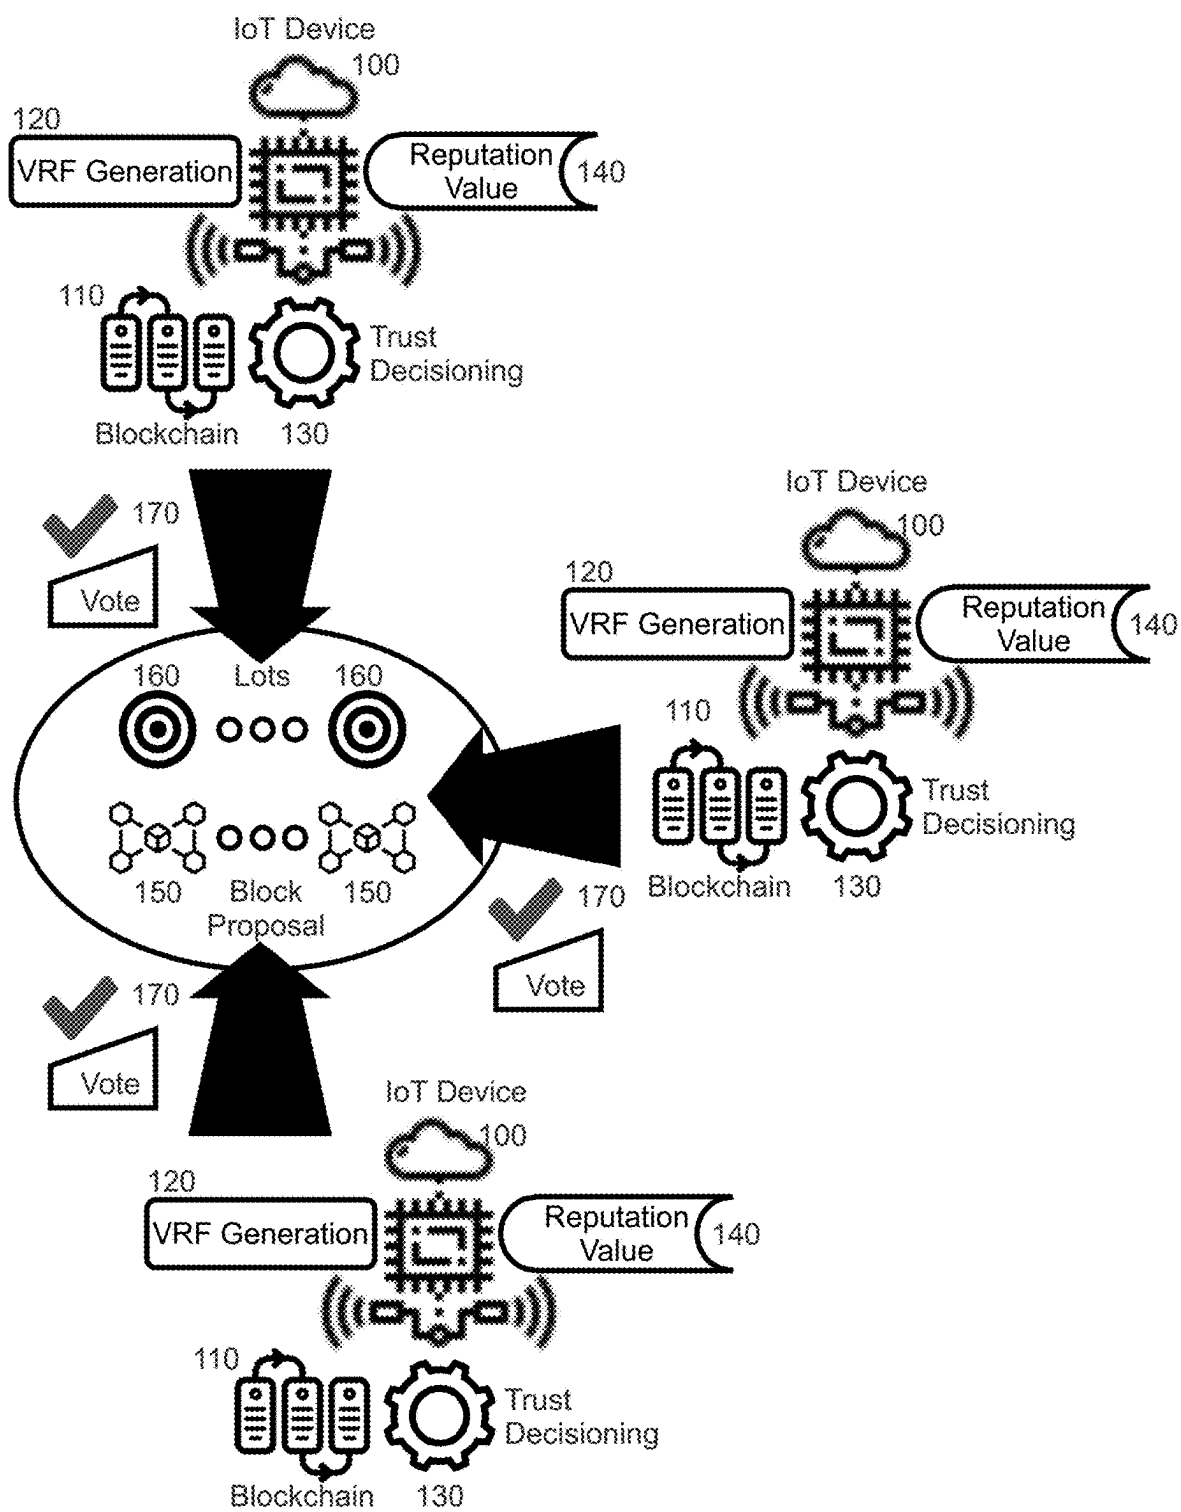 IoT Device
100
120
VRF Generation
Reputation
Value
140
110
Trust
Decisioning
Blockchain
130
170
Vote
IoT Device
100
120
VRF Generation
Reputation
Value
140
110
Trust
Decisioning
Blockchain
130
160
Lots
160
150
Block
Proposal
150
170
Vote
170
Vote
IoT Device
100
120
VRF Generation
Reputation
Value
140
110
Trust
Decisioning
Blockchain
130